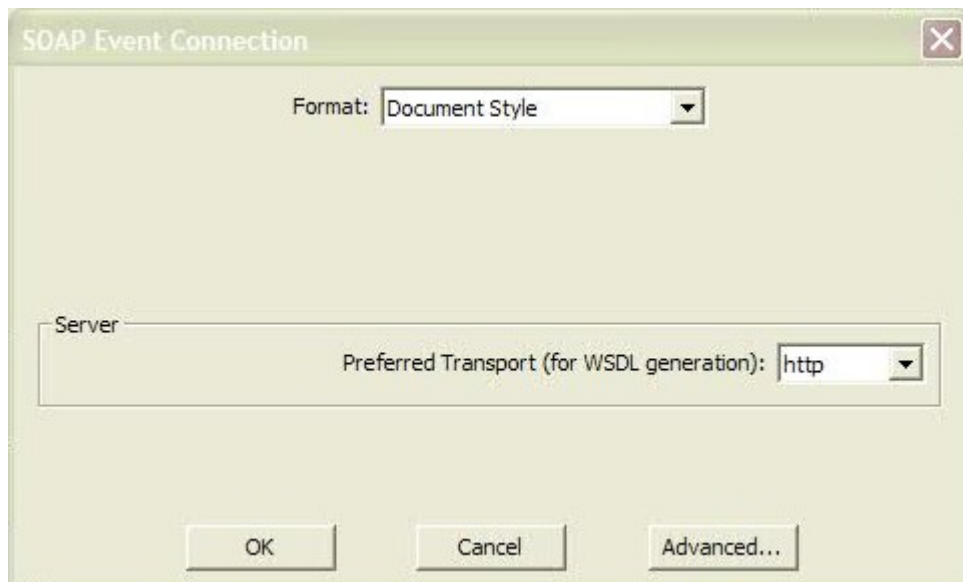 SOAP Event Connection
Format: Document Style
Server
Preferred Transport (for WSDL generation): http
OK Cancel Advanced...